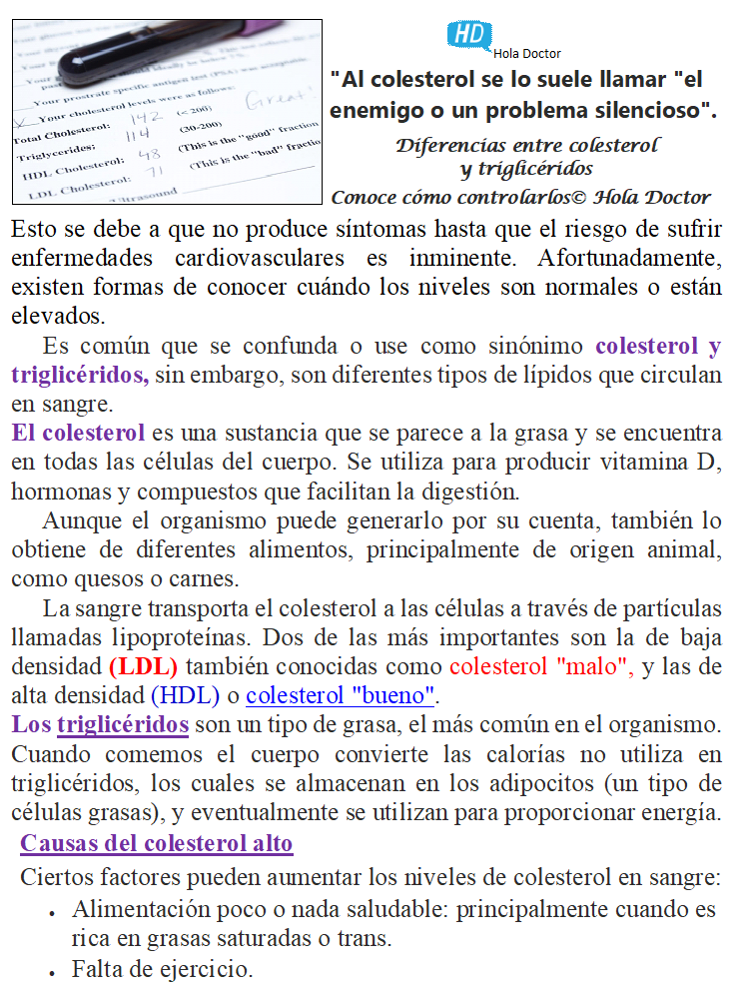 ___Your prostrate specific antigen test (PSA) was acceptable.
X Your cholesterol levels were as follows:
Total Cholesterol: 142 (< 200) Great!
Triglycerides: 114 (30-200)
HDL Cholesterol: 48 (This is the "good" fraction
LDL Cholesterol: 71 (This is the "bad" fractio
HD
Hola Doctor
"Al colesterol se lo suele llamar "el
enemigo o un problema silencioso".
Diferencias entre colesterol
y triglicéridos
Conoce cómo controlarlos© Hola Doctor
Esto se debe a que no produce síntomas hasta que el riesgo de sufrir
enfermedades cardiovasculares es inminente. Afortunadamente,
existen formas de conocer cuándo los niveles son normales o están
elevados.
Es común que se confunda o use como sinónimo colesterol y
triglicéridos, sin embargo, son diferentes tipos de lípidos que circulan
en sangre.
El colesterol es una sustancia que se parece a la grasa y se encuentra
en todas las células del cuerpo. Se utiliza para producir vitamina D,
hormonas y compuestos que facilitan la digestión.
Aunque el organismo puede generarlo por su cuenta, también lo
obtiene de diferentes alimentos, principalmente de origen animal,
como quesos o carnes.
La sangre transporta el colesterol a las células a través de partículas
llamadas lipoproteínas. Dos de las más importantes son la de baja
densidad (LDL) también conocidas como colesterol "malo", y las de
alta densidad (HDL) o colesterol "bueno".
Los triglicéridos son un tipo de grasa, el más común en el organismo.
Cuando comemos el cuerpo convierte las calorías no utiliza en
triglicéridos, los cuales se almacenan en los adipocitos (un tipo de
células grasas), y eventualmente se utilizan para proporcionar energía.
Causas del colesterol alto
Ciertos factores pueden aumentar los niveles de colesterol en sangre:
• Alimentación poco o nada saludable: principalmente cuando es
rica en grasas saturadas o trans.
• Falta de ejercicio.